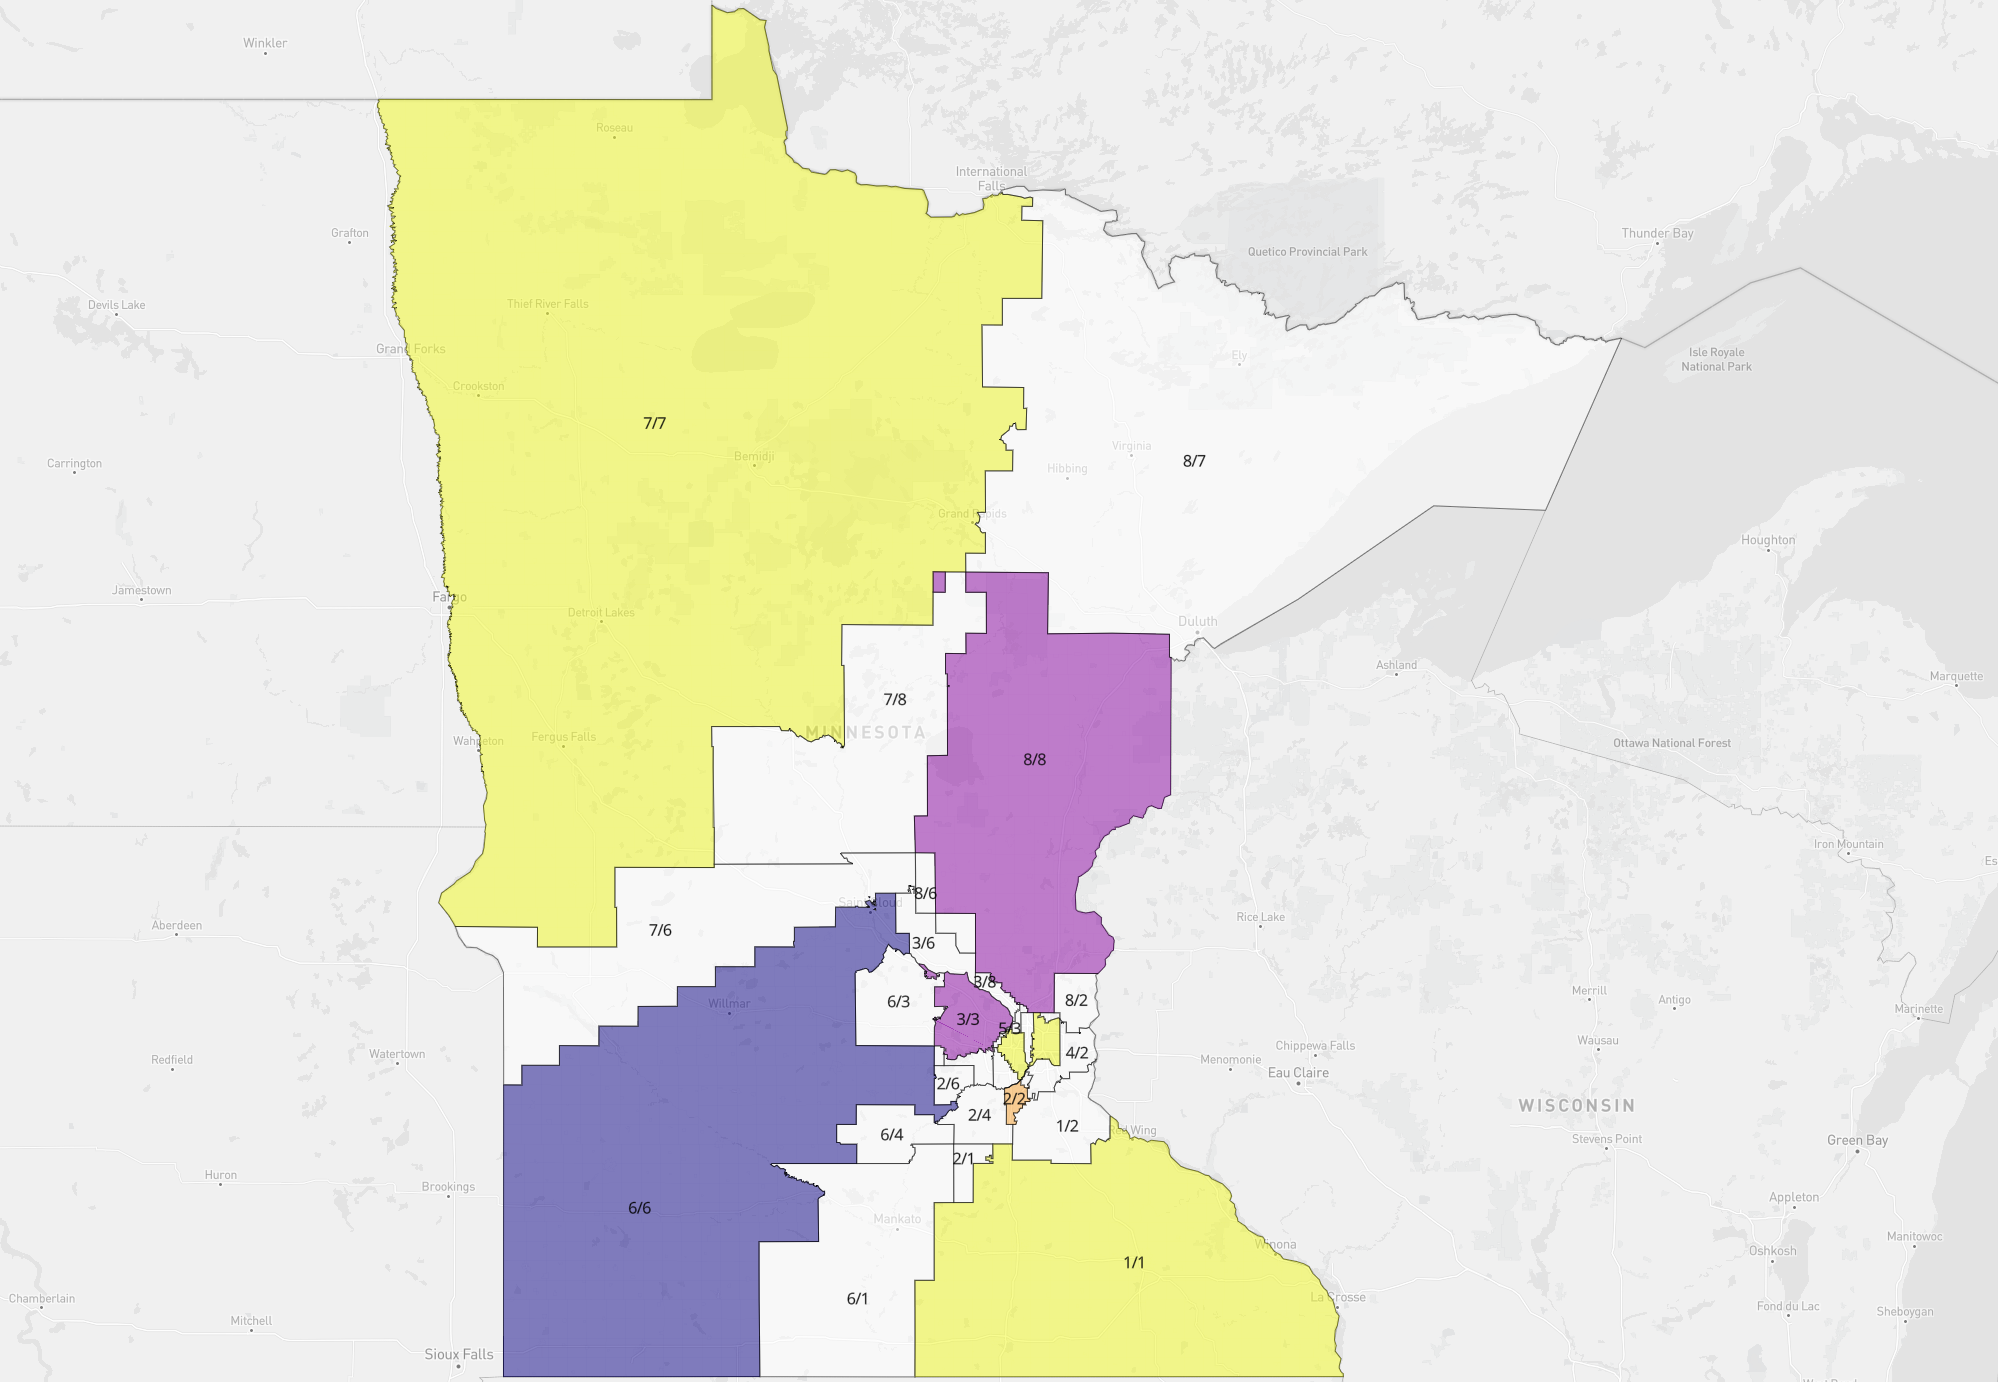 Winkler
Roseau
International
Falls
Grafton
Thunder Bay
Quetico Provincial Park
Devils Lake
Thief River Falls
Grand Forks
Isle Royale
National Park
Ely
Crookston
7/7
Virginia
Bemidji
8/7
Carrington
Hibbing
Grand Rapids
Houghton
Jamestown
Fargo
Detroit Lakes
Duluth
Ashland
Marquette
7/8
MINNESOTA
Wahpeton
Fergus Falls
Ottawa National Forest
8/8
Iron Mountain
8/6
Aberdeen
7/6
3/6
Rice Lake
3/8
Merrill
Antigo
Willmar
6/3
8/2
Marinette
3/3
5/3
Redfield
Watertown
4/2
Menomonie
Chippewa Falls
Wausau
Eau Claire
2/6
2/2
WISCONSIN
2/4
1/2
Red Wing
6/4
Stevens Point
Green Bay
2/1
Huron
Brookings
Appleton
6/6
Mankato
Manitowoc
Winona
Oshkosh
1/1
Chamberlain
6/1
La Crosse
Fond du Lac
Sheboygan
Mitchell
Sioux Falls